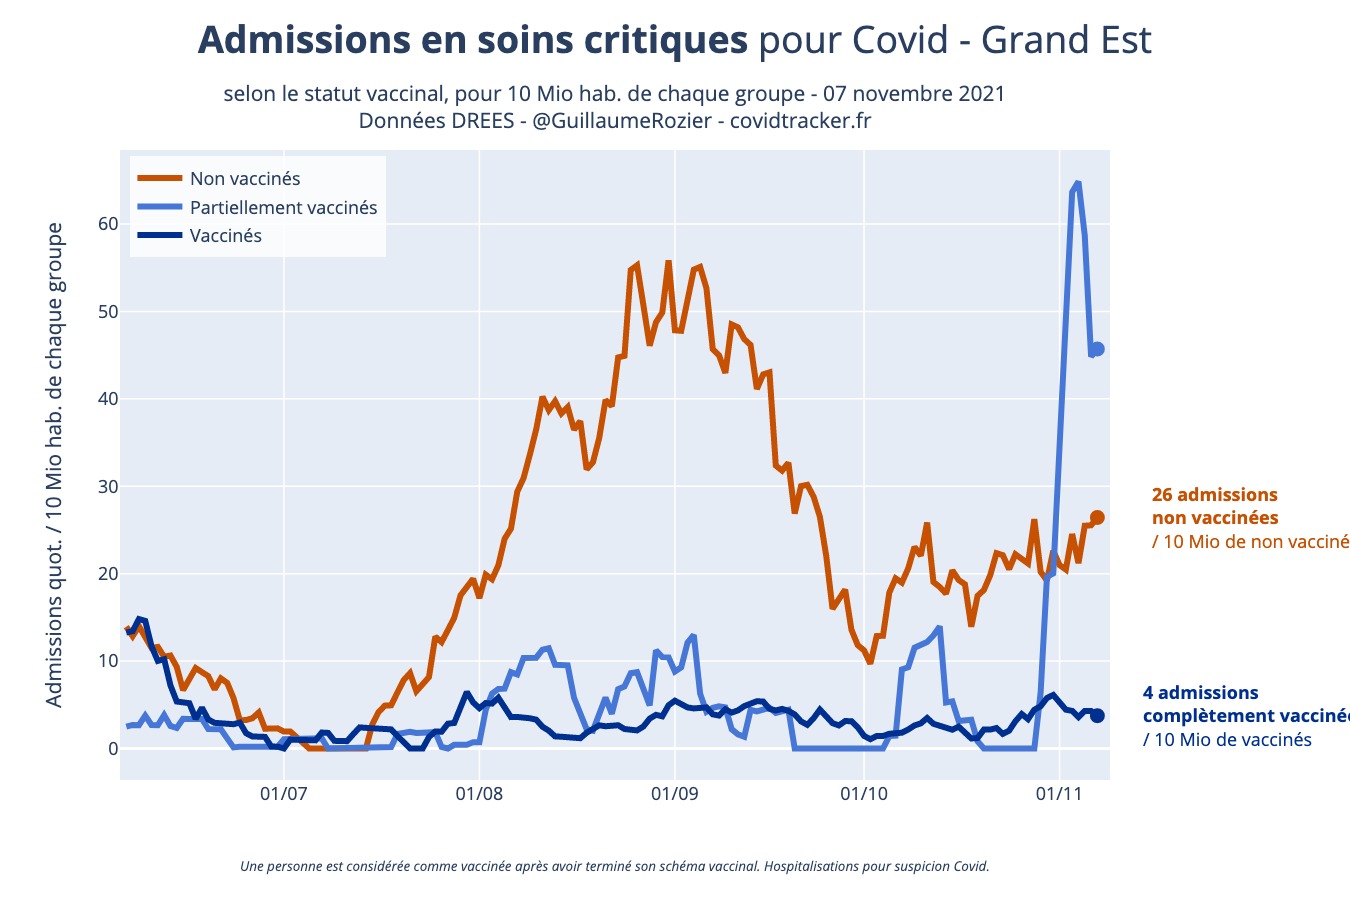 Admissions en soins critiques pour Covid - Grand Est
selon le statut vaccinal, pour 10 Mio hab. de chaque groupe - 07 novembre 2021
Données DREES - @GuillaumeRozier - covidtracker.fr
Non vaccinés
Partiellement vaccinés
Vaccinés
Admissions quot. / 10 Mio hab. de chaque groupe
60
50
40
30
20
10
0
01/07
01/08
01/09
01/10
01/11
26 admissions
non vaccinées
/ 10 Mio de non vacciné
4 admissions
complètement vacciné
/ 10 Mio de vaccinés
Une personne est considérée comme vaccinée après avoir terminé son schéma vaccinal. Hospitalisations pour suspicion Covid.